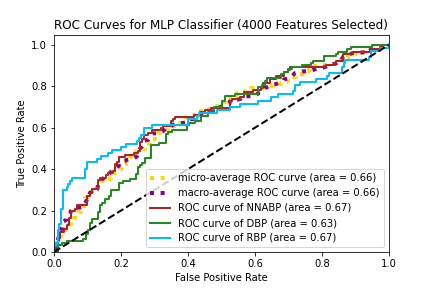 ROC Curves for MLP Classifier (4000 Features Selected)
True Positive Rate
1.0
0.8
0.6
0.4
0.2
0.0
micro-average ROC curve (area = 0.66)
macro-average ROC curve (area = 0.66)
ROC curve of NNABP (area = 0.67)
ROC curve of DBP (area = 0.63)
ROC curve of RBP (area = 0.67)
0.0 0.2 0.4 0.6 0.8 1.0
False Positive Rate